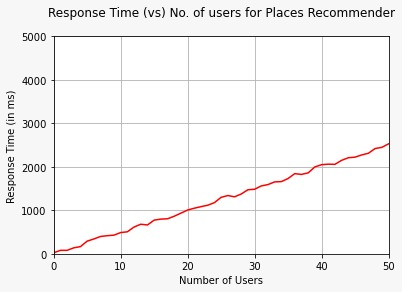 Response Time (vs) No. of users for Places Recommender
5000
4000
3000
2000
1000
0
Response Time (in ms)
0 10 20 30 40 50
Number of Users